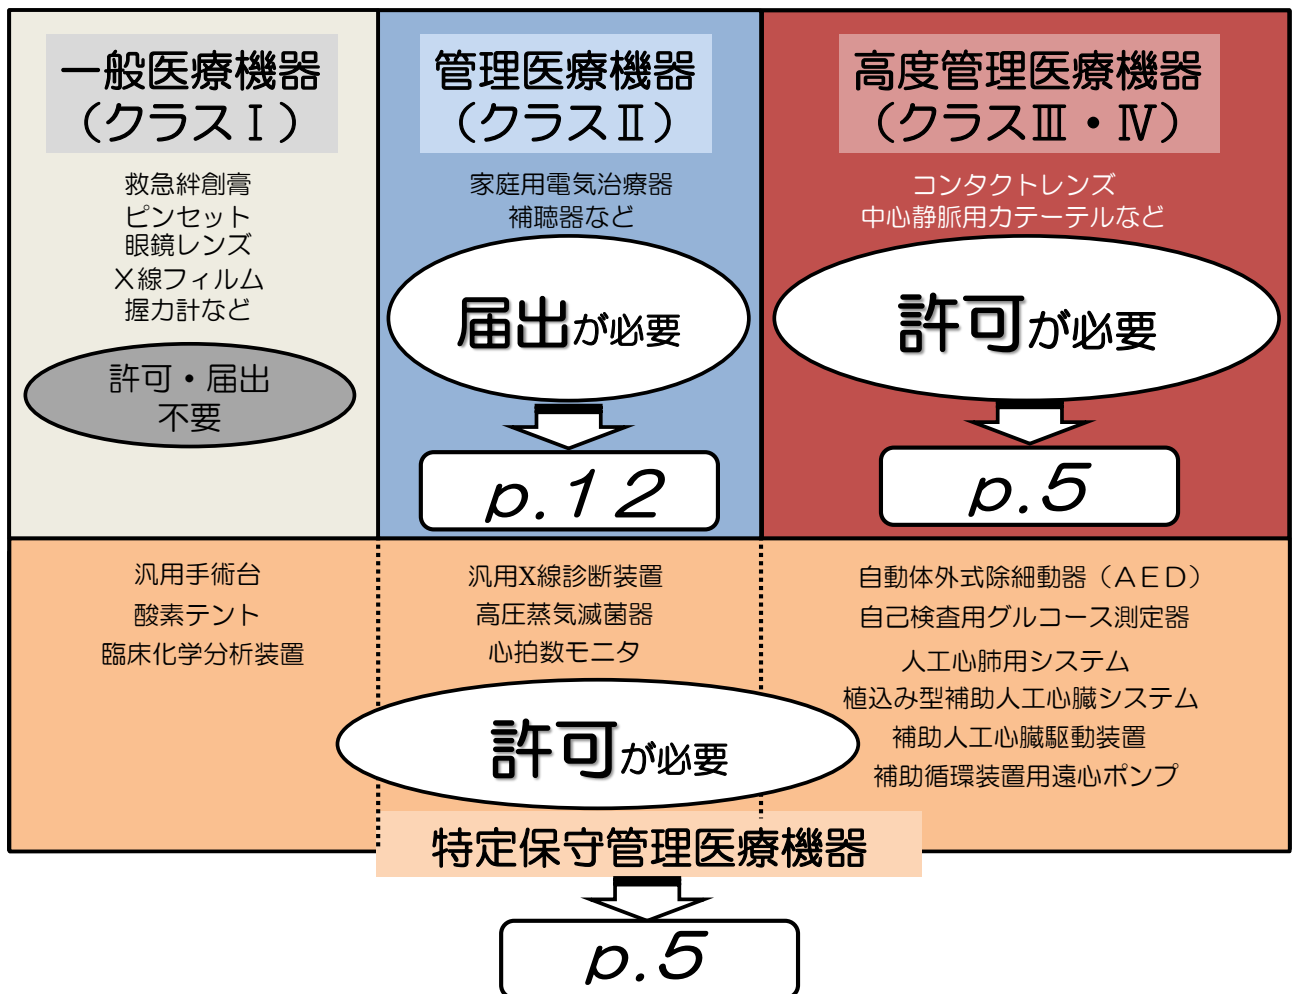 一般医療機器
（クラスⅠ）
救急絆創膏
ピンセット
眼鏡レンズ
Ｘ線フィルム
握力計など
許可・届出
不要
管理医療機器
（クラスⅡ）
家庭用電気治療器
補聴器など
届出が必要
p.12
高度管理医療機器
（クラスⅢ・Ⅳ）
コンタクトレンズ
中心静脈用カテーテルなど
許可が必要
p.5
汎用手術台
酸素テント
臨床化学分析装置
汎用X線診断装置
高圧蒸気滅菌器
心拍数モニタ
自動体外式除細動器（ＡＥＤ）
自己検査用グルコース測定器
人工心肺用システム
植込み型補助人工心臓システム
補助人工心臓駆動装置
補助循環装置用遠心ポンプ
許可が必要
特定保守管理医療機器
p.5